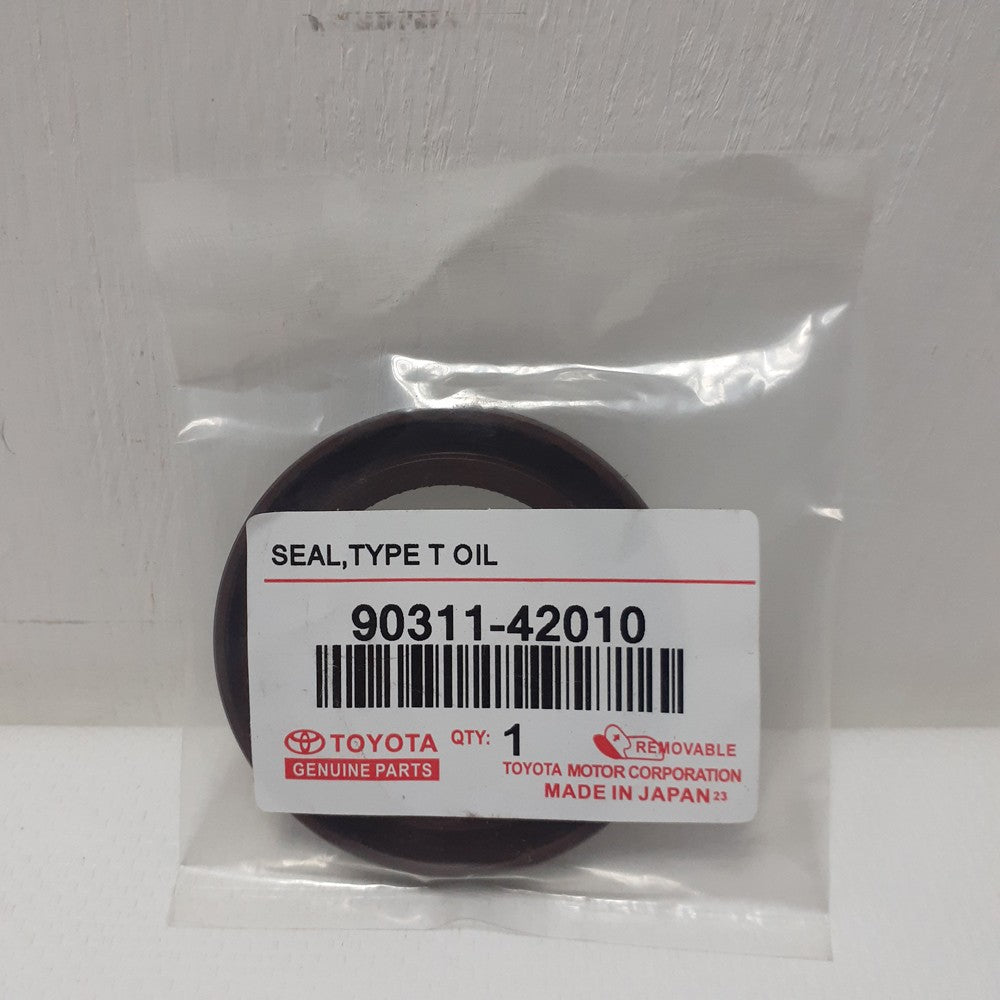 SEAL,TYPE T OIL
90311-42010
TOYOTA QTY: 1 REMOVABLE
GENUINE PARTS TOYOTA MOTOR CORPORATION
MADE IN JAPAN 23